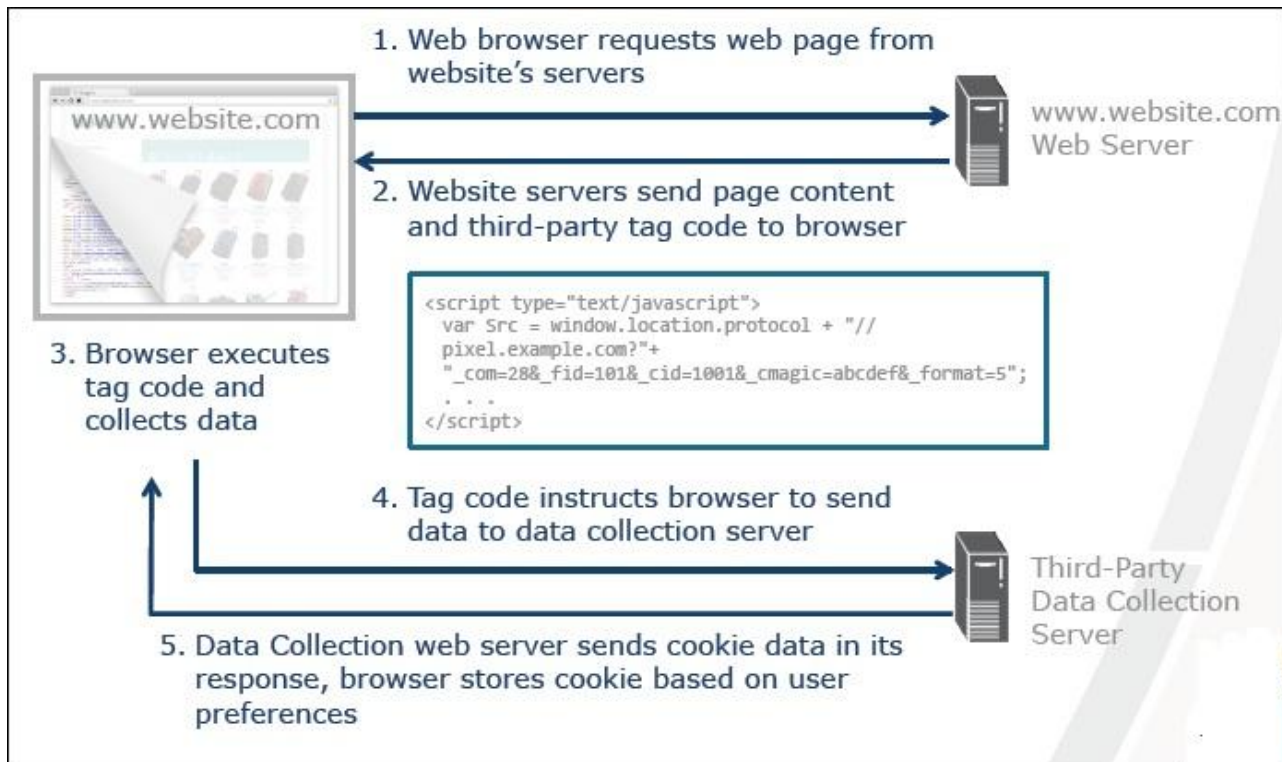 1. Web browser requests web page from
website's servers
www.website.com
www.website.com
Web Server
2. Website servers send page content
and third-party tag code to browser
<script type="text/javascript">
var Src = window.location.protocol + "//
pixel.example.com?"+
"_com=28&_fid=101&_cid=1001&_cmagic=abcdef&_format=5";
. . .
</script>
3. Browser executes
tag code and
collects data
4. Tag code instructs browser to send
data to data collection server
Third-Party
Data Collection
Server
5. Data Collection web server sends cookie data in its
response, browser stores cookie based on user
preferences